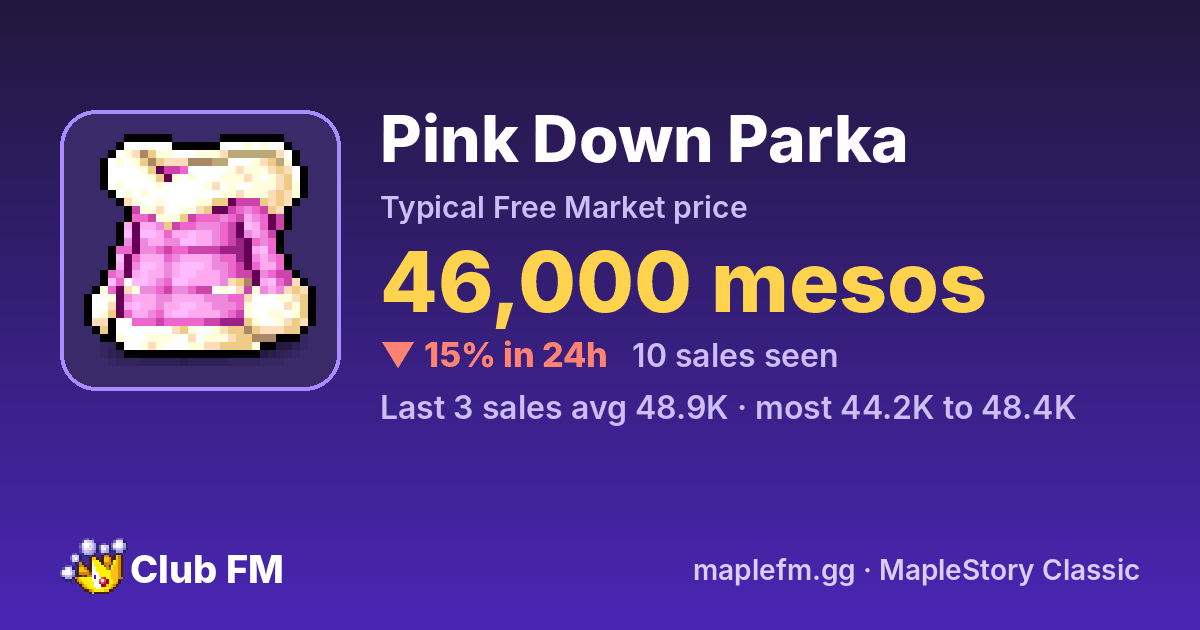 Pink Down Parka
Typical Free Market price
46,000 mesos
▼ 15% in 24h 10 sales seen
Last 3 sales avg 48.9K · most 44.2K to 48.4K
Club FM
maplefm.gg · MapleStory Classic